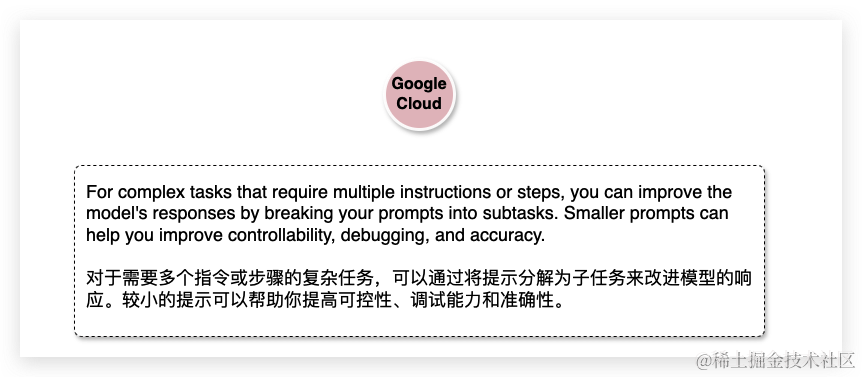 Google
Cloud
For complex tasks that require multiple instructions or steps, you can improve the
model's responses by breaking your prompts into subtasks. Smaller prompts can
help you improve controllability, debugging, and accuracy.
对于需要多个指令或步骤的复杂任务，可以通过将提示分解为子任务来改进模型的响
应。较小的提示可以帮助你提高可控性、调试能力和准确性。
@稀土掘金技术社区